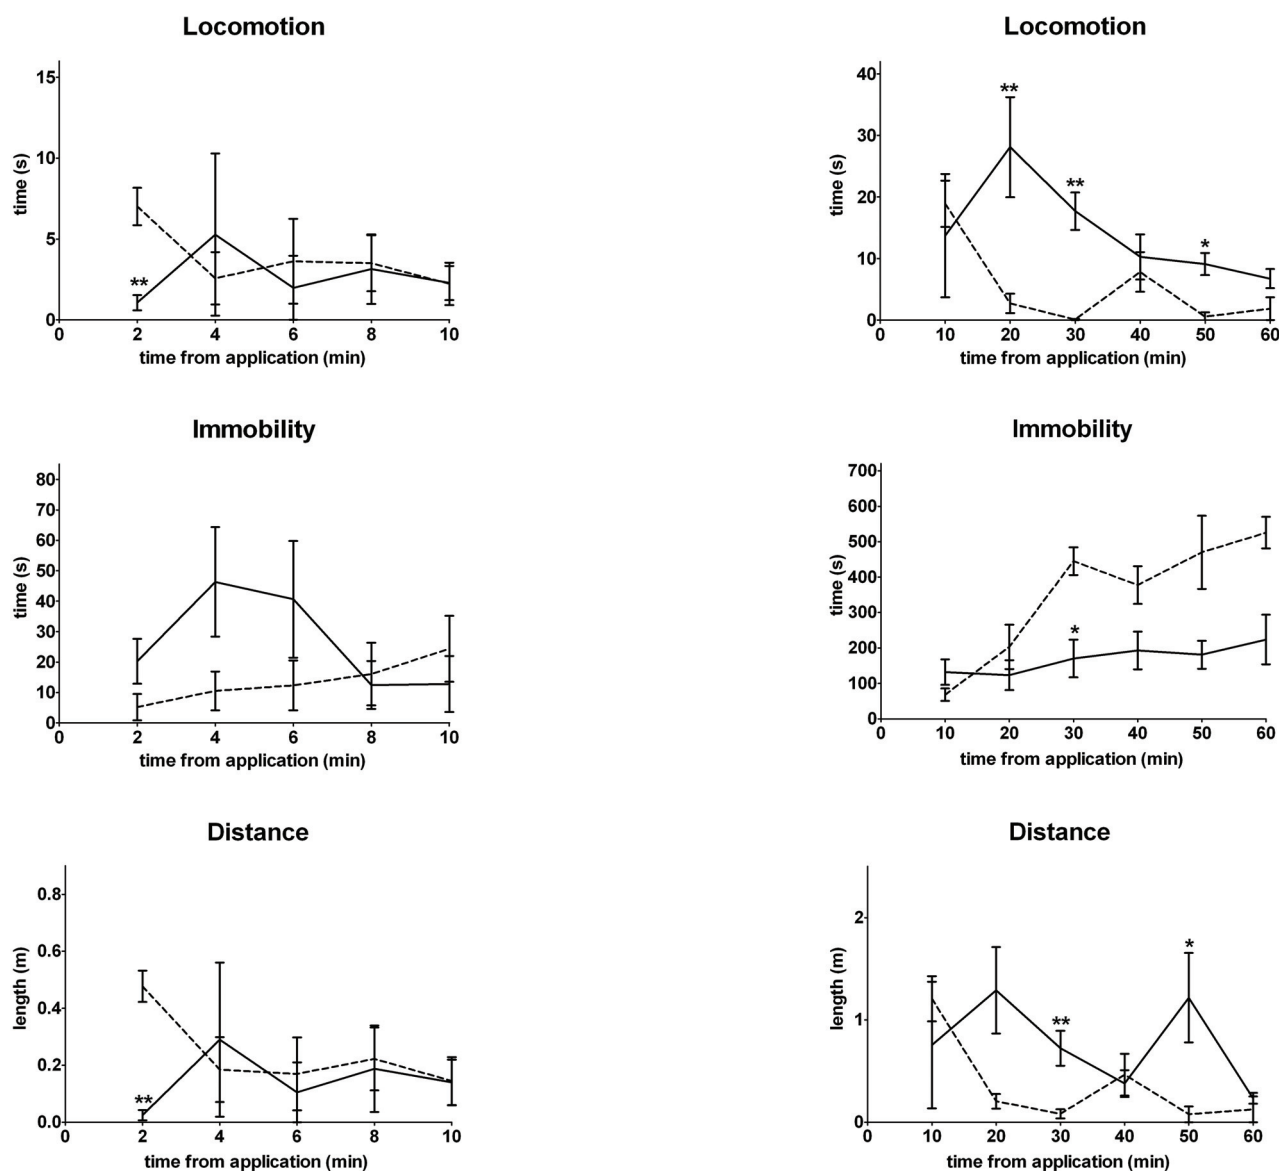 Locomotion
time (s)
15
10
5
0
**
0 2 4 6 8 10
time from application (min)
Locomotion
time (s)
40
30
20
10
0
**
**
*
0 10 20 30 40 50 60
time from application (min)
Immobility
time (s)
80
70
60
50
40
30
20
10
0
0 2 4 6 8 10
time from application (min)
Immobility
time (s)
700
600
500
400
300
200
100
0
*
0 10 20 30 40 50 60
time from application (min)
Distance
length (m)
0.8
0.6
0.4
0.2
0.0
**
0 2 4 6 8 10
time from application (min)
Distance
length (m)
2
1
0
**
*
0 10 20 30 40 50 60
time from application (min)